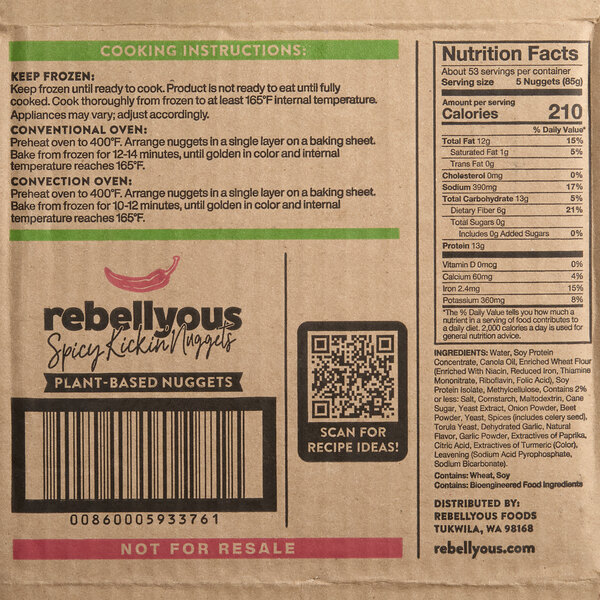 COOKING INSTRUCTIONS:
KEEP FROZEN:
Keep frozen until ready to cook. Product is not ready to eat until fully
cooked. Cook thoroughly from frozen to at least 165°F internal temperature.
Appliances may vary; adjust accordingly.
CONVENTIONAL OVEN:
Preheat oven to 400°F. Arrange nuggets in a single layer on a baking sheet.
Bake from frozen for 12-14 minutes, until golden in color and internal
temperature reaches 165°F.
CONVECTION OVEN:
Preheat oven to 400°F. Arrange nuggets in a single layer on a baking sheet.
Bake from frozen for 10-12 minutes, until golden in color and internal
temperature reaches 165°F.
rebellyous
Spicy Kickin' Nuggets
PLANT-BASED NUGGETS
00860005933761
SCAN FOR
RECIPE IDEAS!
NOT FOR RESALE
Nutrition Facts
About 53 servings per container
Serving size 5 Nuggets (85g)
Amount per serving
Calories 210
% Daily Value*
Total Fat 12g 15%
Saturated Fat 1g 5%
Trans Fat 0g
Cholesterol 0mg 0%
Sodium 390mg 17%
Total Carbohydrate 13g 5%
Dietary Fiber 6g 21%
Total Sugars 0g
Includes 0g Added Sugars 0%
Protein 13g
Vitamin D 0mcg 0%
Calcium 60mg 4%
Iron 2.4mg 15%
Potassium 360mg 8%
*The % Daily Value tells you how much a
nutrient in a serving of food contributes to
a daily diet. 2,000 calories a day is used for
general nutrition advice.
INGREDIENTS: Water, Soy Protein
Concentrate, Canola Oil, Enriched Wheat Flour
(Enriched With Niacin, Reduced Iron, Thiamine
Mononitrate, Riboflavin, Folic Acid), Soy
Protein Isolate, Methylcellulose, Contains 2%
or less: Salt, Cornstarch, Maltodextrin, Cane
Sugar, Yeast Extract, Onion Powder, Beet
Powder, Yeast, Spices (includes celery seed),
Torula Yeast, Dehydrated Garlic, Natural
Flavor, Garlic Powder, Extractives of Paprika,
Citric Acid, Extractives of Turmeric (Color),
Leavening (Sodium Acid Pyrophosphate,
Sodium Bicarbonate).
Contains: Wheat, Soy
Contains: Bioengineered Food Ingredients
DISTRIBUTED BY:
REBELLYOUS FOODS
TUKWILA, WA 98168
rebellyous.com